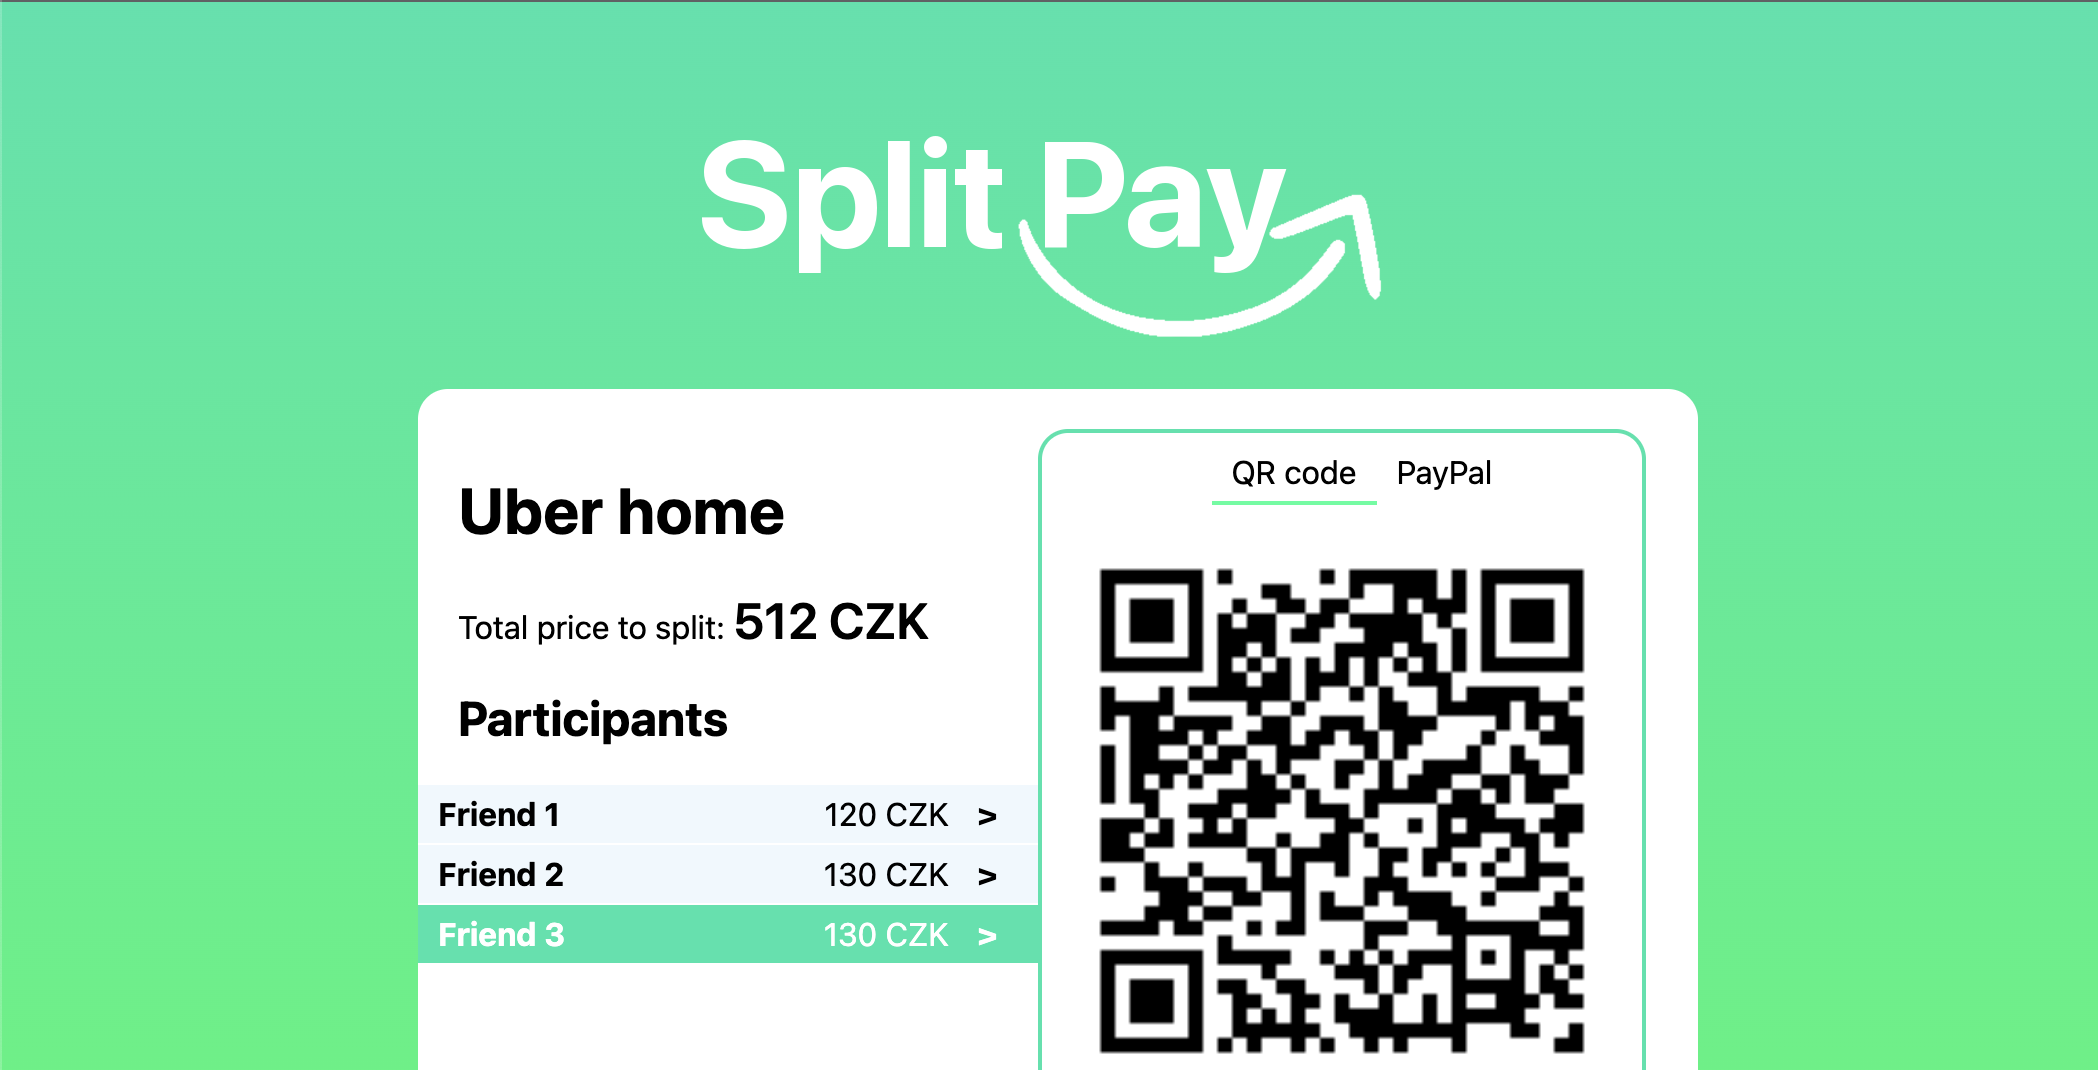 Split Pay
Uber home
Total price to split: 512 CZK
Participants
Friend 1 120 CZK >
Friend 2 130 CZK >
Friend 3 130 CZK >
QR code PayPal